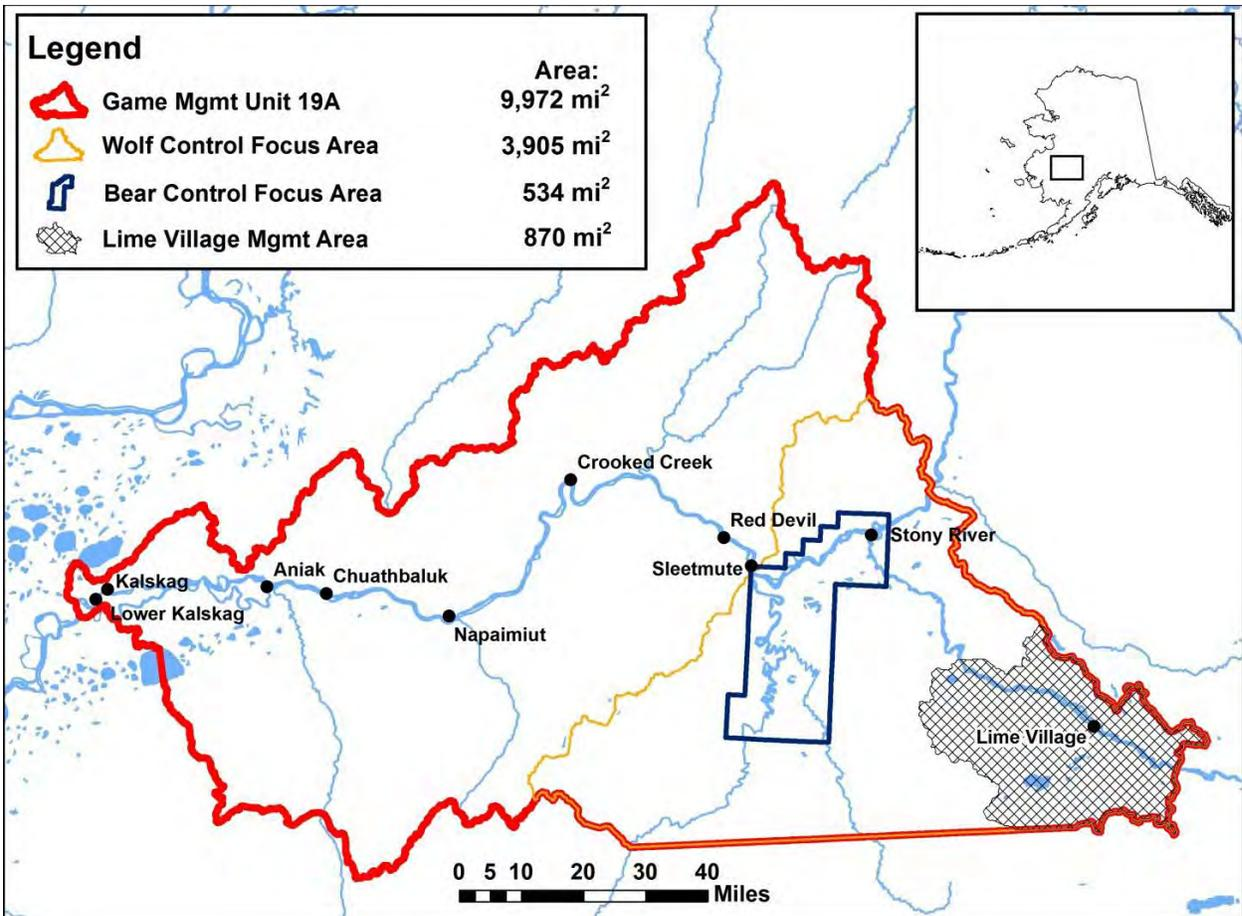 Legend
Area:
Game Mgmt Unit 19A 9,972 mi²
Wolf Control Focus Area 3,905 mi²
Bear Control Focus Area 534 mi²
Lime Village Mgmt Area 870 mi²
Crooked Creek
Red Devil
Stony River
Sleetmute
Aniak
Kalskag
Chuathbaluk
Lower Kalskag
Napaimiut
Lime Village
0 5 10 20 30 40
Miles